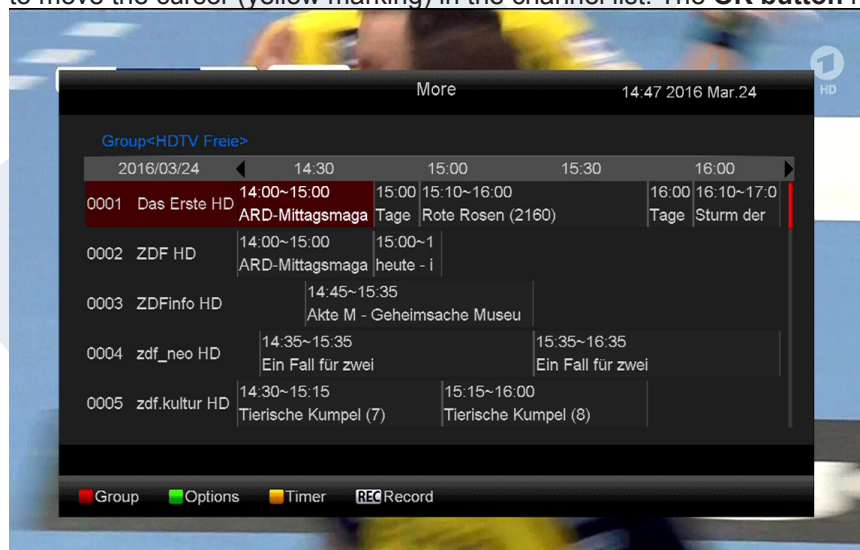 to move the cursor (yellow marking) in the channel list. The OK button
HD
More 14:47 2016 Mar.24
Group<HDTV Freie>
2016/03/24 14:30 15:00 15:30 16:00
0001 Das Erste HD 14:00~15:00 ARD-Mittagsmaga 15:00 Tage 15:10~16:00 Rote Rosen (2160) 16:00 Tage 16:10~17:0 Sturm der
0002 ZDF HD 14:00~15:00 ARD-Mittagsmaga 15:00~1 heute - i
0003 ZDFinfo HD 14:45~15:35 Akte M - Geheimsache Museu
0004 zdf_neo HD 14:35~15:35 Ein Fall für zwei 15:35~16:35 Ein Fall für zwei
0005 zdf.kultur HD 14:30~15:15 Tierische Kumpel (7) 15:15~16:00 Tierische Kumpel (8)
Group Options Timer REC Record